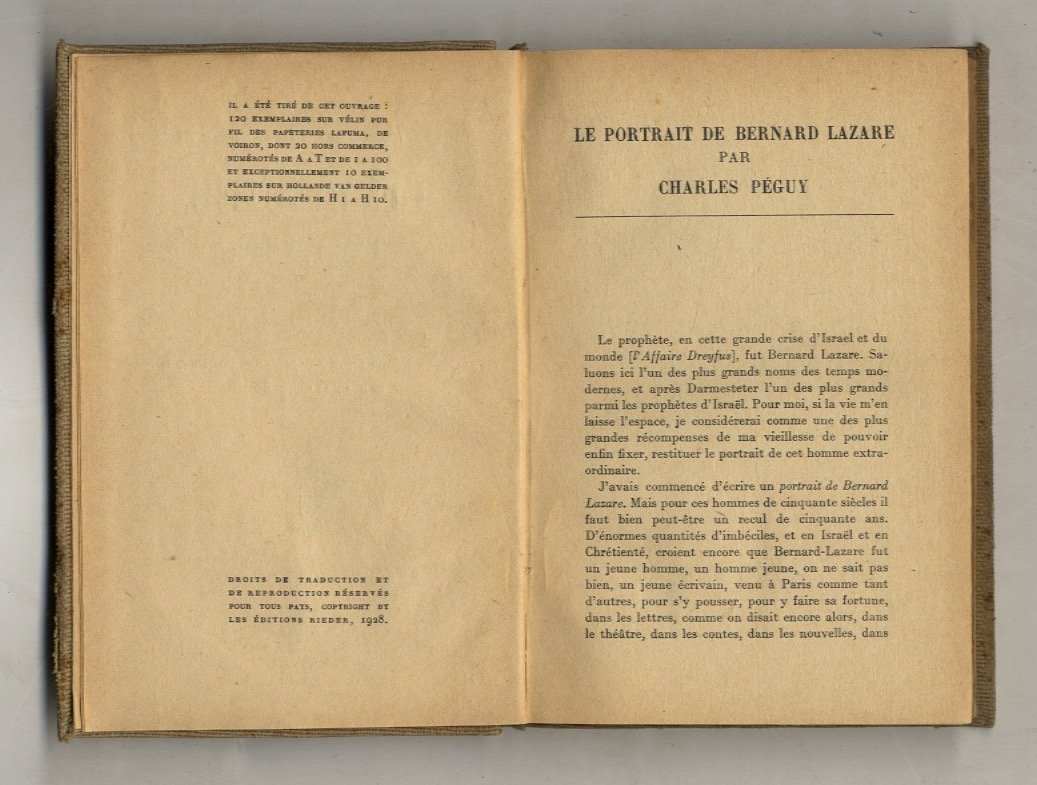 IL A ÉTÉ TIRÉ DE CET OUVRAGE :
120 EXEMPLAIRES SUR VÉLIN PUR
FIL DES PAPETERIES LAFUMA, DE
VOIRON, DONT 20 HORS COMMERCE,
NUMÉROTÉS DE A A T ET DE 1 A 100
ET EXCEPTIONNELLEMENT 10 EXEM-
PLAIRES SUR HOLLANDE VAN GELDER
ZONEN NUMÉROTÉS DE H 1 A H 10.
DROITS DE TRADUCTION ET
DE REPRODUCTION RÉSERVÉS
POUR TOUS PAYS, COPYRIGHT BY
LES ÉDITIONS RIEDER, 1928.
LE PORTRAIT DE BERNARD LAZARE
PAR
CHARLES PÉGUY
Le prophète, en cette grande crise d'Israel et du
monde [l'Affaire Dreyfus], fut Bernard Lazare. Sa-
luons ici l'un des plus grands noms des temps mo-
dernes, et après Darmesteter l'un des plus grands
parmi les prophètes d'Israël. Pour moi, si la vie m'en
laisse l'espace, je considérerai comme une des plus
grandes récompenses de ma vieillesse de pouvoir
enfin fixer, restituer le portrait de cet homme extra-
ordinaire.
J'avais commencé d'écrire un portrait de Bernard
Lazare. Mais pour ces hommes de cinquante siècles il
faut bien peut-être un recul de cinquante ans.
D'énormes quantités d'imbéciles, et en Israël et en
Chrétienté, croient encore que Bernard-Lazare fut
un jeune homme, un homme jeune, on ne sait pas
bien, un jeune écrivain, venu à Paris comme tant
d'autres, pour s'y pousser, pour y faire sa fortune,
dans les lettres, comme on disait encore alors, dans
le théâtre, dans les contes, dans les nouvelles, dans